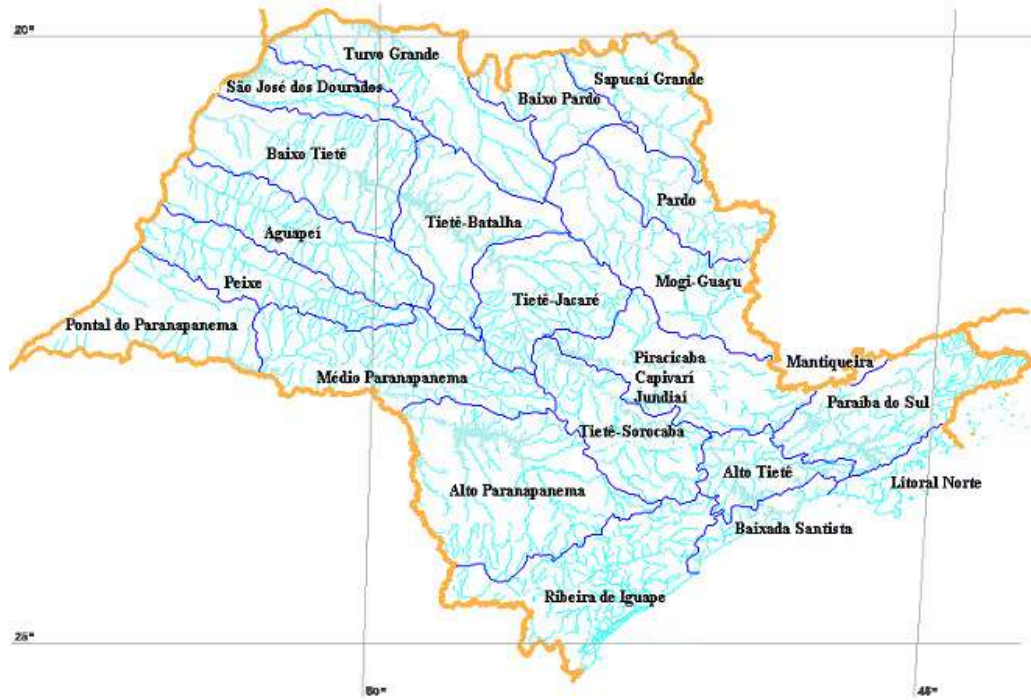 20°
Turvo Grande
Sapucaí Grande
São José dos Dourados
Baixo Pardo
Baixo Tietê
Pardo
Tietê-Batalha
Aguapeí
Peixe
Mogi-Guaçu
Tietê-Jacaré
Pontal do Paranapanema
Piracicaba
Capivarí
Jundiaí
Mantiqueira
Médio Paranapanema
Paraíba do Sul
Tietê-Sorocaba
Alto Tietê
Litoral Norte
Alto Paranapanema
Baixada Santista
Ribeira de Iguape
25°
50°
45°